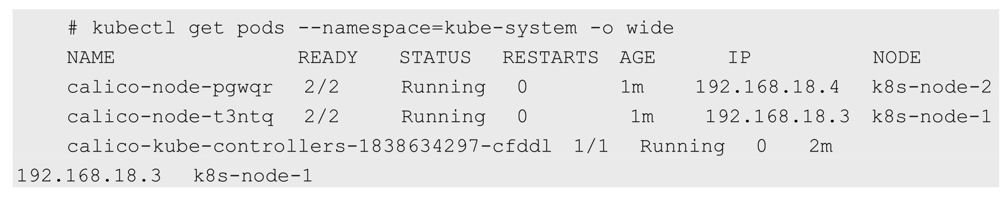 # kubectl get pods --namespace=kube-system -o wide
NAME READY STATUS RESTARTS AGE IP NODE
calico-node-pgwqr 2/2 Running 0 1m 192.168.18.4 k8s-node-2
calico-node-t3ntq 2/2 Running 0 1m 192.168.18.3 k8s-node-1
calico-kube-controllers-1838634297-cfddl 1/1 Running 0 2m
192.168.18.3 k8s-node-1